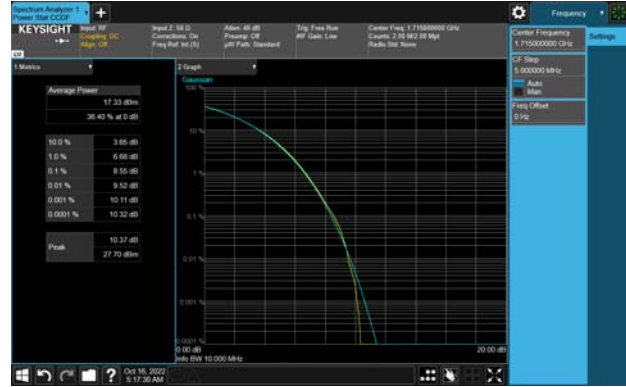 Spectrum Analyzer 1
Power Stat CCDF
Frequency
KEYSIGHT
Input: RF
Coupling: DC
Align: Off
Input Z: 50 Ω
Corrections: On
Freq Ref: Int (S)
Atten: 40 dB
Preamp: Off
µW Path: Standard
Trig: Free Run
#IF Gain: Low
Center Freq: 1.715000000 GHz
Counts: 2.00 M/2.00 Mpt
Radio Std: None
Center Frequency
1.715000000 GHz
Settings
CF Step
5.000000 MHz
Auto
Man
Freq Offset
0 Hz
1 Metrics
2 Graph
Gaussian
Average Power
17.33 dBm
36.40 % at 0 dB
10.0 % 3.65 dB
1.0 % 6.68 dB
0.1 % 8.55 dB
0.01 % 9.52 dB
0.001 % 10.11 dB
0.0001 % 10.32 dB
Peak
10.37 dB
27.70 dBm
100 %
10 %
1 %
0.1 %
0.01 %
0.001 %
0.0001 %
0.00 dB
20.00 dB
Info BW 10.000 MHz
Oct 16, 2022
5:17:30 AM